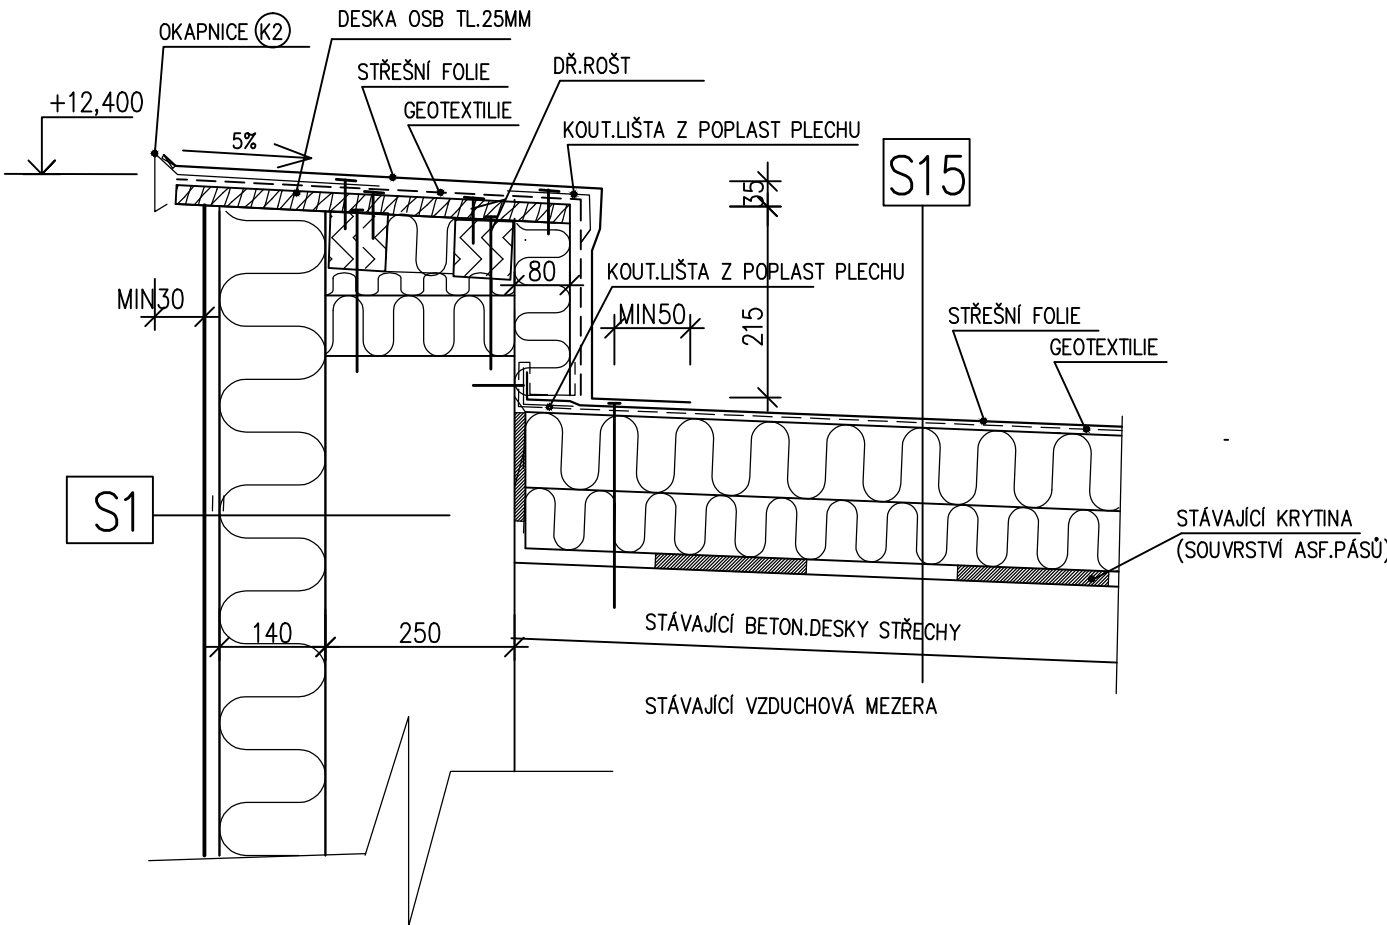 DESKA OSB TL.25MM
OKAPNICE K2
STŘEŠNÍ FOLIE
DŘ.ROŠT
+12,400
GEOTEXTILIE
KOUT.LIŠTA Z POPLAST PLECHU
5%
S15
35
80
KOUT.LIŠTA Z POPLAST PLECHU
MIN30
MIN50
215
STŘEŠNÍ FOLIE
GEOTEXTILIE
S1
STÁVAJÍCÍ KRYTINA
(SOUVRSTVÍ ASF.PÁSŮ)
140
250
STÁVAJÍCÍ BETON.DESKY STŘECHY
STÁVAJÍCÍ VZDUCHOVÁ MEZERA